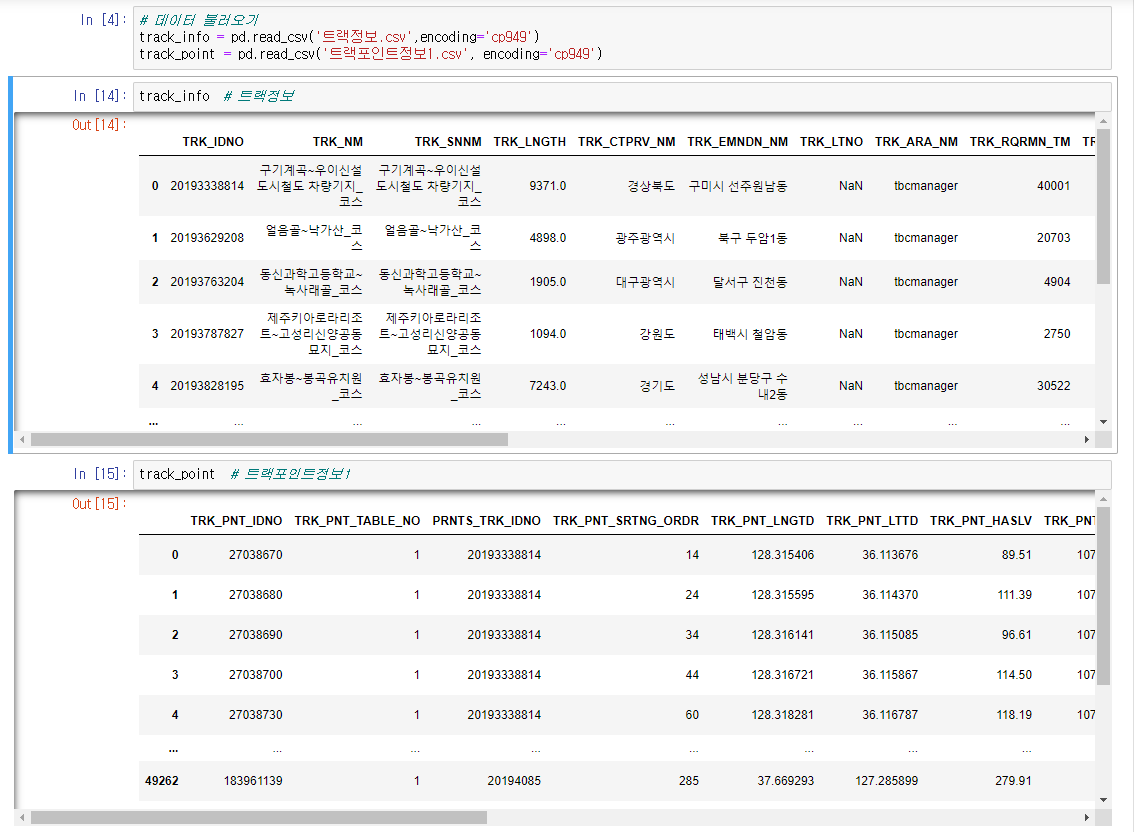 In [4]: # 데이터 불러오기
track_info = pd.read_csv('트랙정보.csv',encoding='cp949')
track_point = pd.read_csv('트랙포인트정보1.csv', encoding='cp949')
In [14]: track_info # 트랙정보
Out[14]:
TRK_IDNO TRK_NM TRK_SNNM TRK_LNGTH TRK_CTPRV_NM TRK_EMNDN_NM TRK_LTNO TRK_ARA_NM TRK_RQRMN_TM
구기계곡~우이신설 구기계곡~우이신설
0 20193338814 도시철도 차량기지_ 도시철도 차량기지_ 9371.0 경상북도 구미시 선주원남동 NaN tbcmanager 40001
코스 코스
얼음골~낙가산_코 얼음골~낙가산_코
1 20193629208 4898.0 광주광역시 북구 두암1동 NaN tbcmanager 20703
스 스
동신과학고등학교~ 동신과학고등학교~
2 20193763204 1905.0 대구광역시 달서구 진천동 NaN tbcmanager 4904
녹사래골_코스 녹사래골_코스
제주키아로라리조 제주키아로라리조
3 20193787827 트~고성리신양공동 트~고성리신양공동 1094.0 강원도 태백시 철암동 NaN tbcmanager 2750
묘지_코스 묘지_코스
효자봉~봉곡유치원 효자봉~봉곡유치원 성남시 분당구 수
4 20193828195 7243.0 경기도 NaN tbcmanager 30522
_코스 _코스 내2동
... ... ... ... ... ... ... ... ... ...
In [15]: track_point # 트랙포인트정보1
Out[15]:
TRK_PNT_IDNO TRK_PNT_TABLE_NO PRNTS_TRK_IDNO TRK_PNT_SRTNG_ORDR TRK_PNT_LNGTD TRK_PNT_LTTD TRK_PNT_HASLV TRK_PN
0 27038670 1 20193338814 14 128.315406 36.113676 89.51 107
1 27038680 1 20193338814 24 128.315595 36.114370 111.39 107
2 27038690 1 20193338814 34 128.316141 36.115085 96.61 107
3 27038700 1 20193338814 44 128.316721 36.115867 114.50 107
4 27038730 1 20193338814 60 128.318281 36.116787 118.19 107
... ... ... ... ... ... ... ...
49262 183961139 1 20194085 285 37.669293 127.285899 279.91